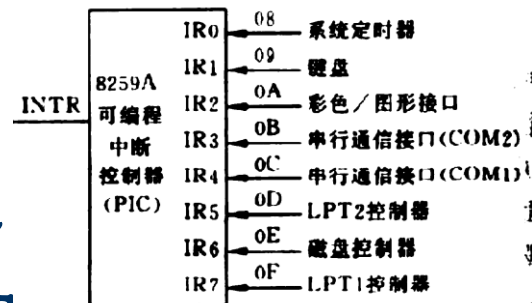 IR0 08 系统定时器
IR1 09 键盘
8259A
INTR
IR2 0A 彩色／图形接口
可编程
IR3 0B 串行通信接口(COM2)
中断
控制器
IR4 0C 串行通信接口(COM1)
(PIC)
IR5 0D LPT2控制器
IR6 0E 磁盘控制器
IR7 0F LPT1控制器